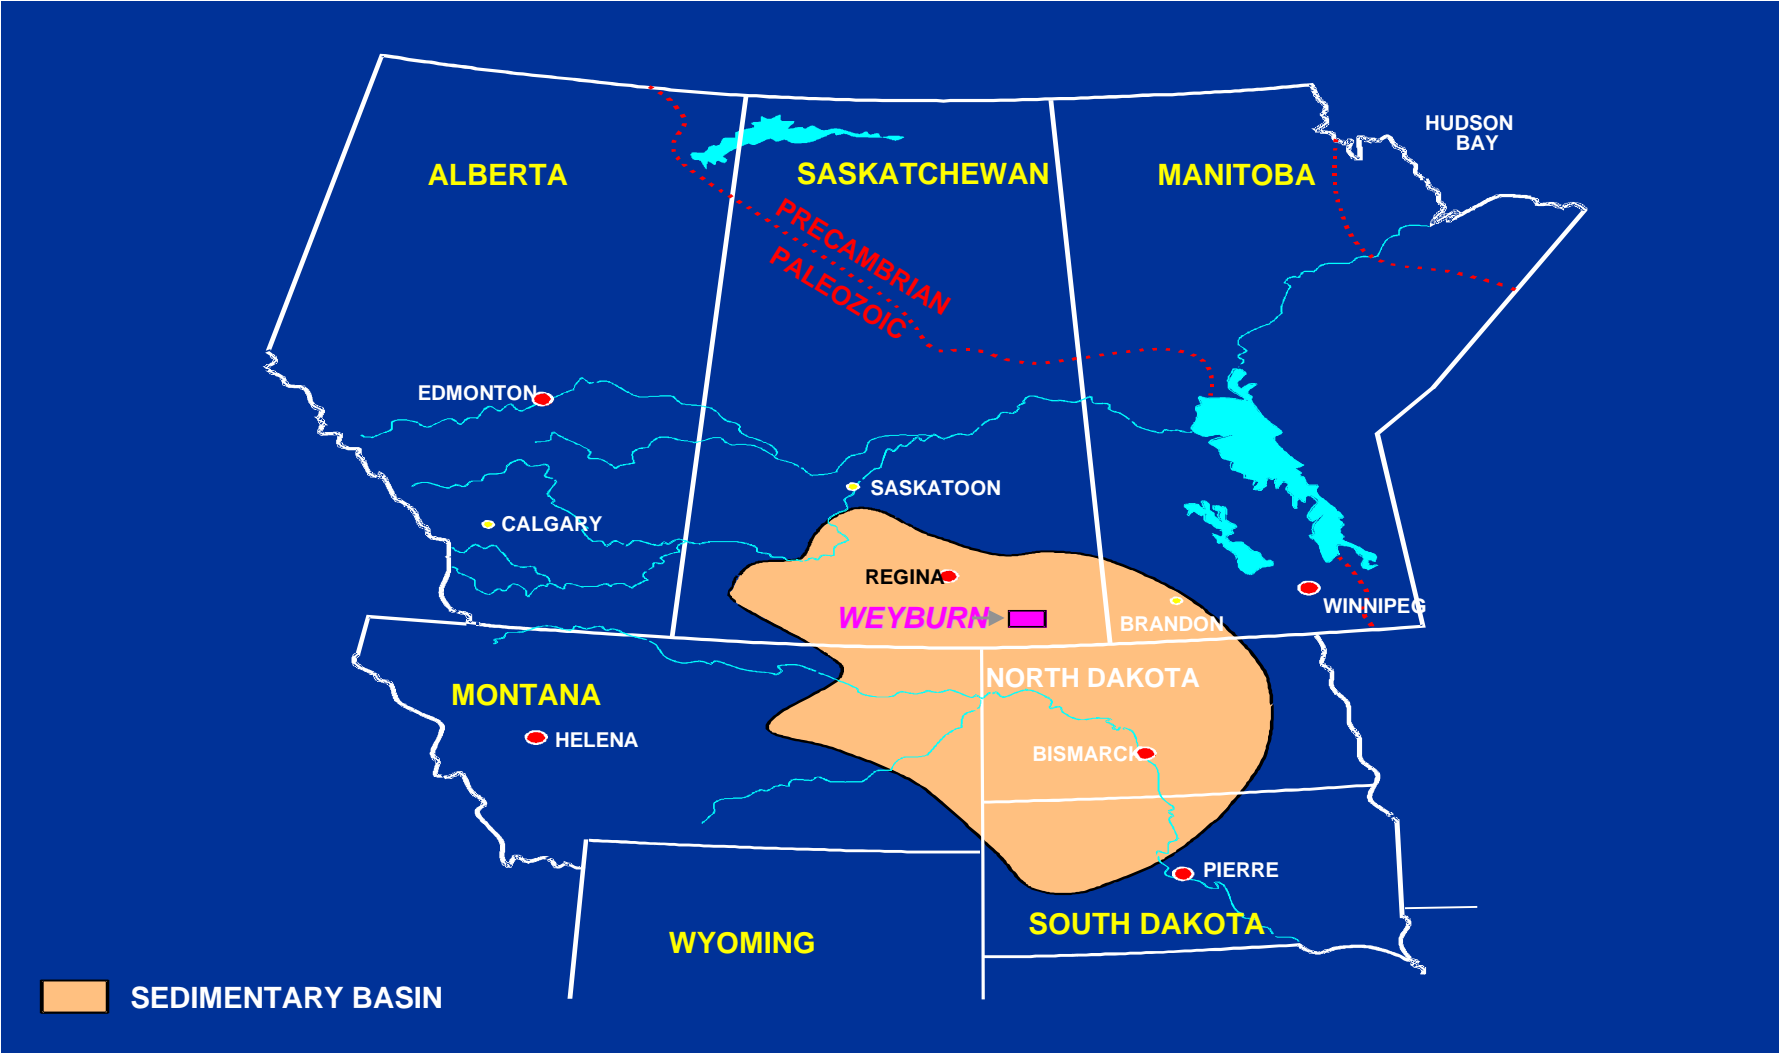 HUDSON
BAY
ALBERTA
SASKATCHEWAN
MANITOBA
PRECAMBRIAN
PALEOZOIC
EDMONTON
SASKATOON
CALGARY
REGINA
WEYBURN
WINNIPEG
BRANDON
NORTH DAKOTA
MONTANA
HELENA
BISMARCK
PIERRE
SOUTH DAKOTA
WYOMING
SEDIMENTARY BASIN